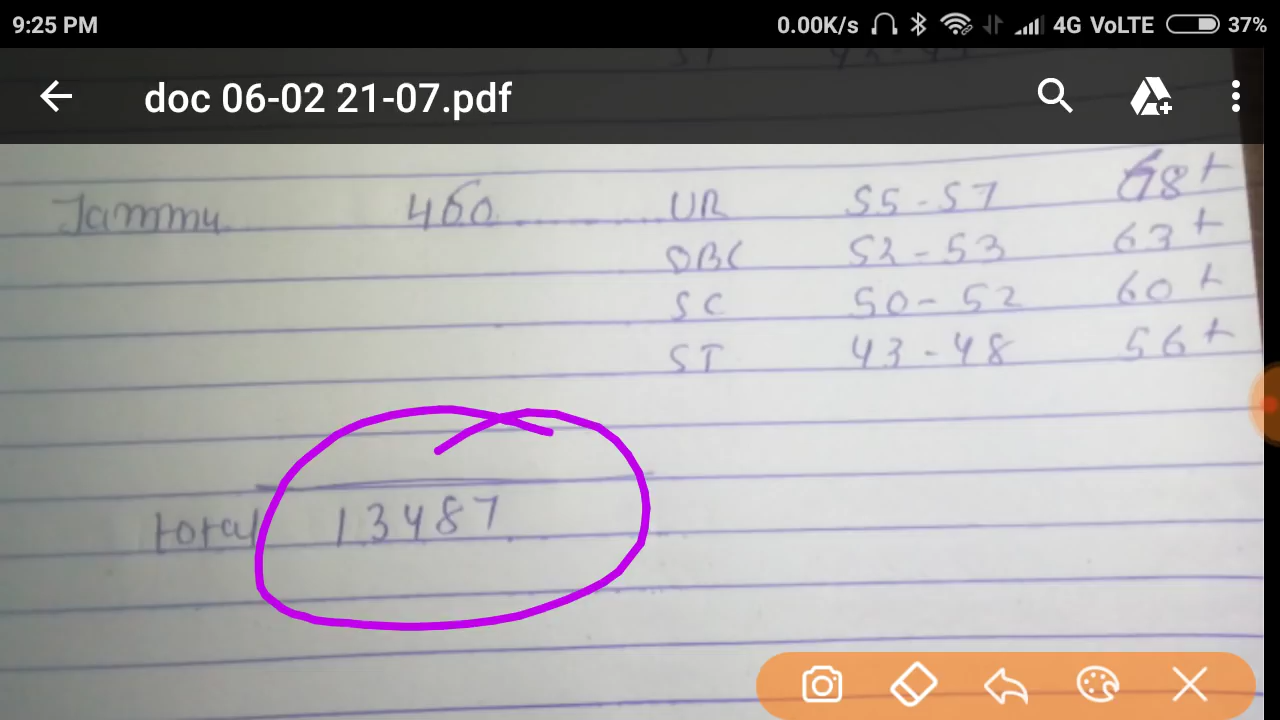 9:25 PM 0.00K/s 4G VoLTE 37%
doc 06-02 21-07.pdf
Jammu 460 ........ UR 55-57 68+
OBC 52-53 63+
SC 50-52 60+
ST 43-48 56+
total 13487